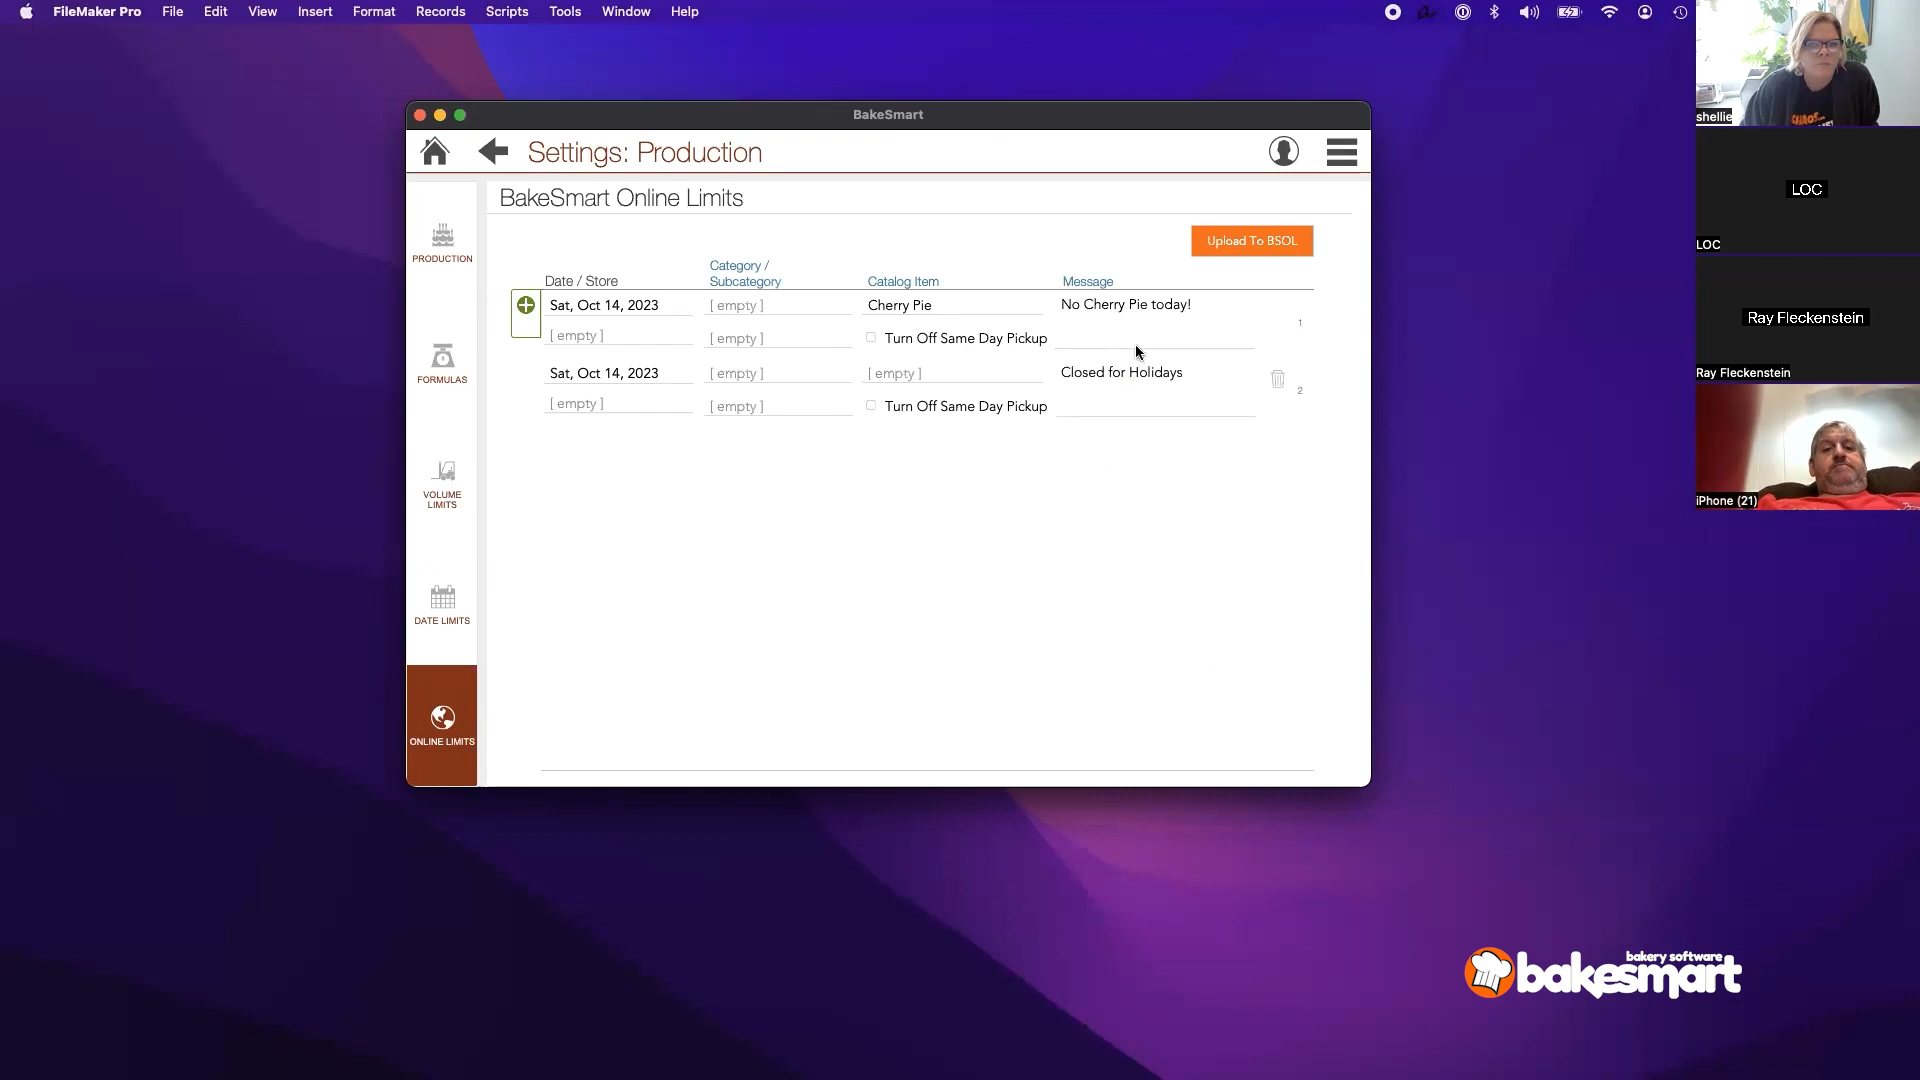 FileMaker Pro File Edit View Insert Format Records Scripts Tools Window Help
BakeSmart
Settings: Production
BakeSmart Online Limits
Upload To BSOL
Date / Store
Category / Subcategory
Catalog Item
Message
Sat, Oct 14, 2023 [ empty ] Cherry Pie No Cherry Pie today!
1
[ empty ] [ empty ] Turn Off Same Day Pickup
Sat, Oct 14, 2023 [ empty ] [ empty ] Closed for Holidays
2
[ empty ] [ empty ] Turn Off Same Day Pickup
PRODUCTION
FORMULAS
VOLUME
LIMITS
DATE LIMITS
ONLINE LIMITS
shellie
LOC
LOC
Ray Fleckenstein
Ray Fleckenstein
iPhone (21)
bakery software
bakesmart